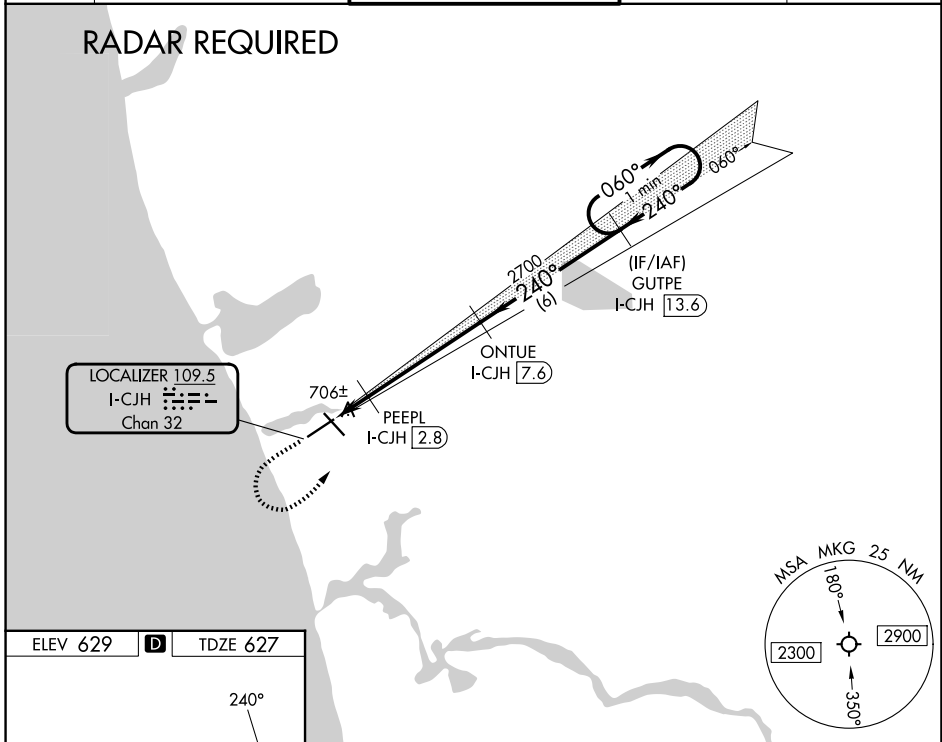 RADAR REQUIRED
060°
1 min
240°
060°
2700
240°
(6)
(IF/IAF)
GUTPE
I-CJH 13.6
ONTUE
I-CJH 7.6
LOCALIZER 109.5
I-CJH
Chan 32
706±
PEEPL
I-CJH 2.8
MSA MKG 25 NM
180°
2300
2900
350°
ELEV 629 D TDZE 627
240°